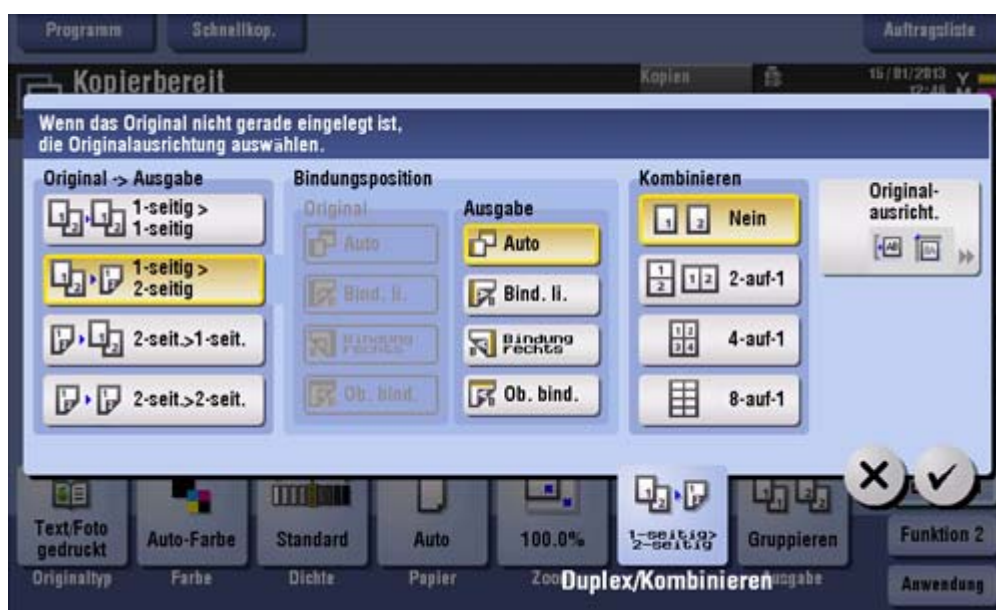 Programm
Schnellkop.
Auftragsliste
Kopierbereit
Kopien
15/01/2013
Y
12:46
M
Wenn das Original nicht gerade eingelegt ist,
die Originalausrichtung auswählen.
Original -> Ausgabe
1-seitig >
1-seitig
1-seitig >
2-seitig
2-seit.>1-seit.
2-seit.>2-seit.
Bindungsposition
Original
Auto
Bind. li.
Bindung
rechts
Ob. bind.
Ausgabe
Auto
Bind. li.
Bindung
rechts
Ob. bind.
Kombinieren
Nein
2-auf-1
4-auf-1
8-auf-1
Original-
ausricht.
Text/Foto
gedruckt
Auto-Farbe
Standard
Auto
100.0%
1-seitig>
2-seitig
Gruppieren
Funktion 2
Originaltyp
Farbe
Dichte
Papier
Duplex/Kombinieren
Anwendung